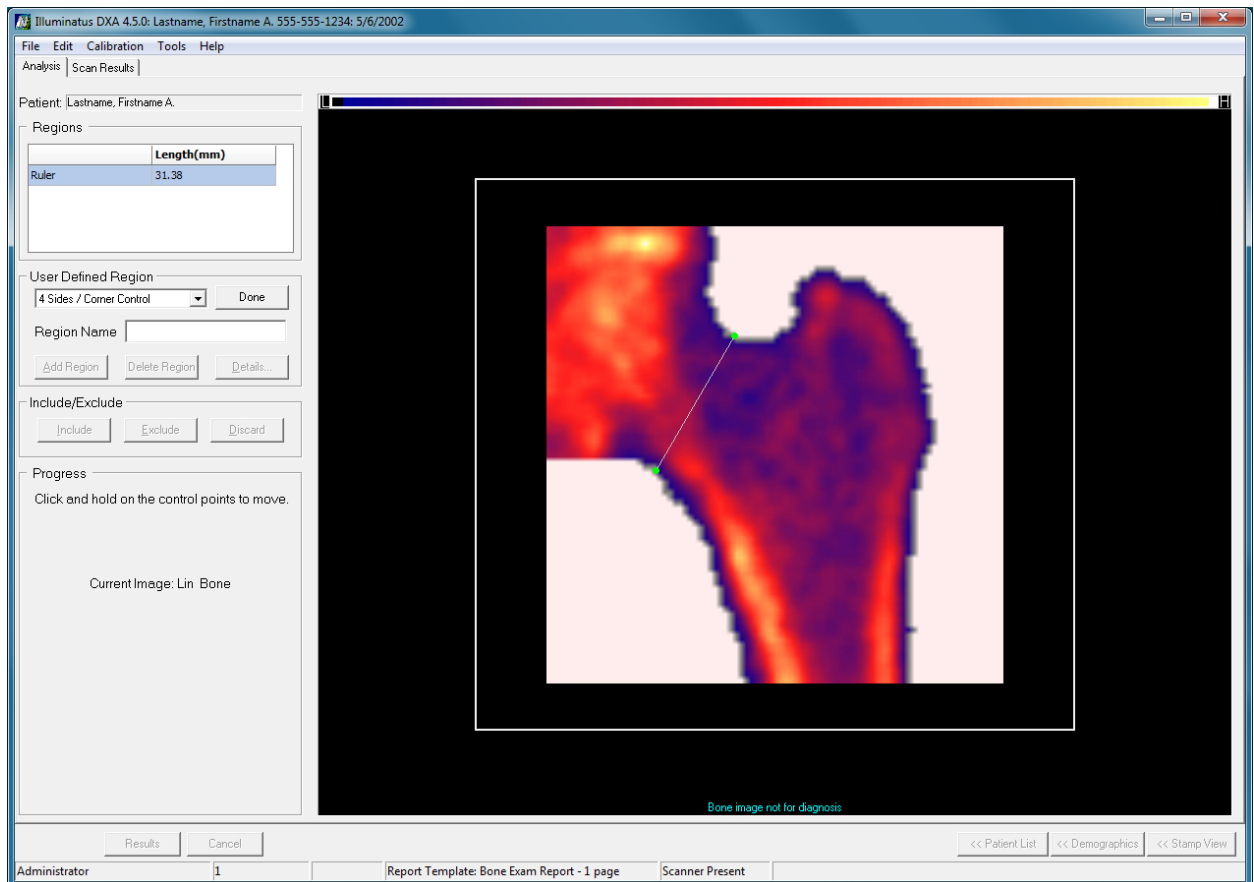 Illuminatus DXA 4.5.0: Lastname, Firstname A. 555-555-1234: 5/6/2002
File Edit Calibration Tools Help
Analysis Scan Results
Patient: Lastname, Firstname A.
L H
Regions
Length(mm)
Ruler 31.38
User Defined Region
4 Sides / Corner Control Done
Region Name
Add Region Delete Region Details...
Include/Exclude
Include Exclude Discard
Progress
Click and hold on the control points to move.
Current Image: Lin Bone
Bone image not for diagnosis
Results Cancel << Patient List << Demographics << Stamp View
Administrator 1 Report Template: Bone Exam Report - 1 page Scanner Present